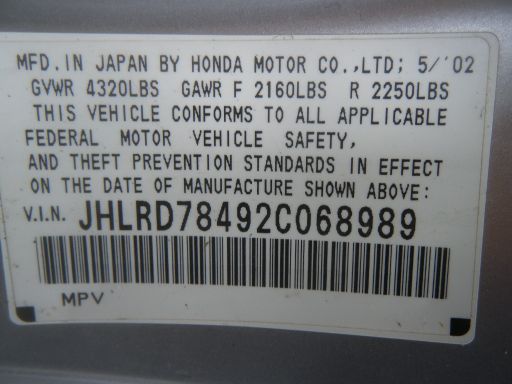 MFD. IN JAPAN BY HONDA MOTOR CO., LTD; 5/'02
GVWR 4320LBS GAWR F 2160LBS R 2250LBS
THIS VEHICLE CONFORMS TO ALL APPLICABLE
FEDERAL MOTOR VEHICLE SAFETY,
AND THEFT PREVENTION STANDARDS IN EFFECT
ON THE DATE OF MANUFACTURE SHOWN ABOVE:
V.I.N. JHLRD78492C068989
MPV